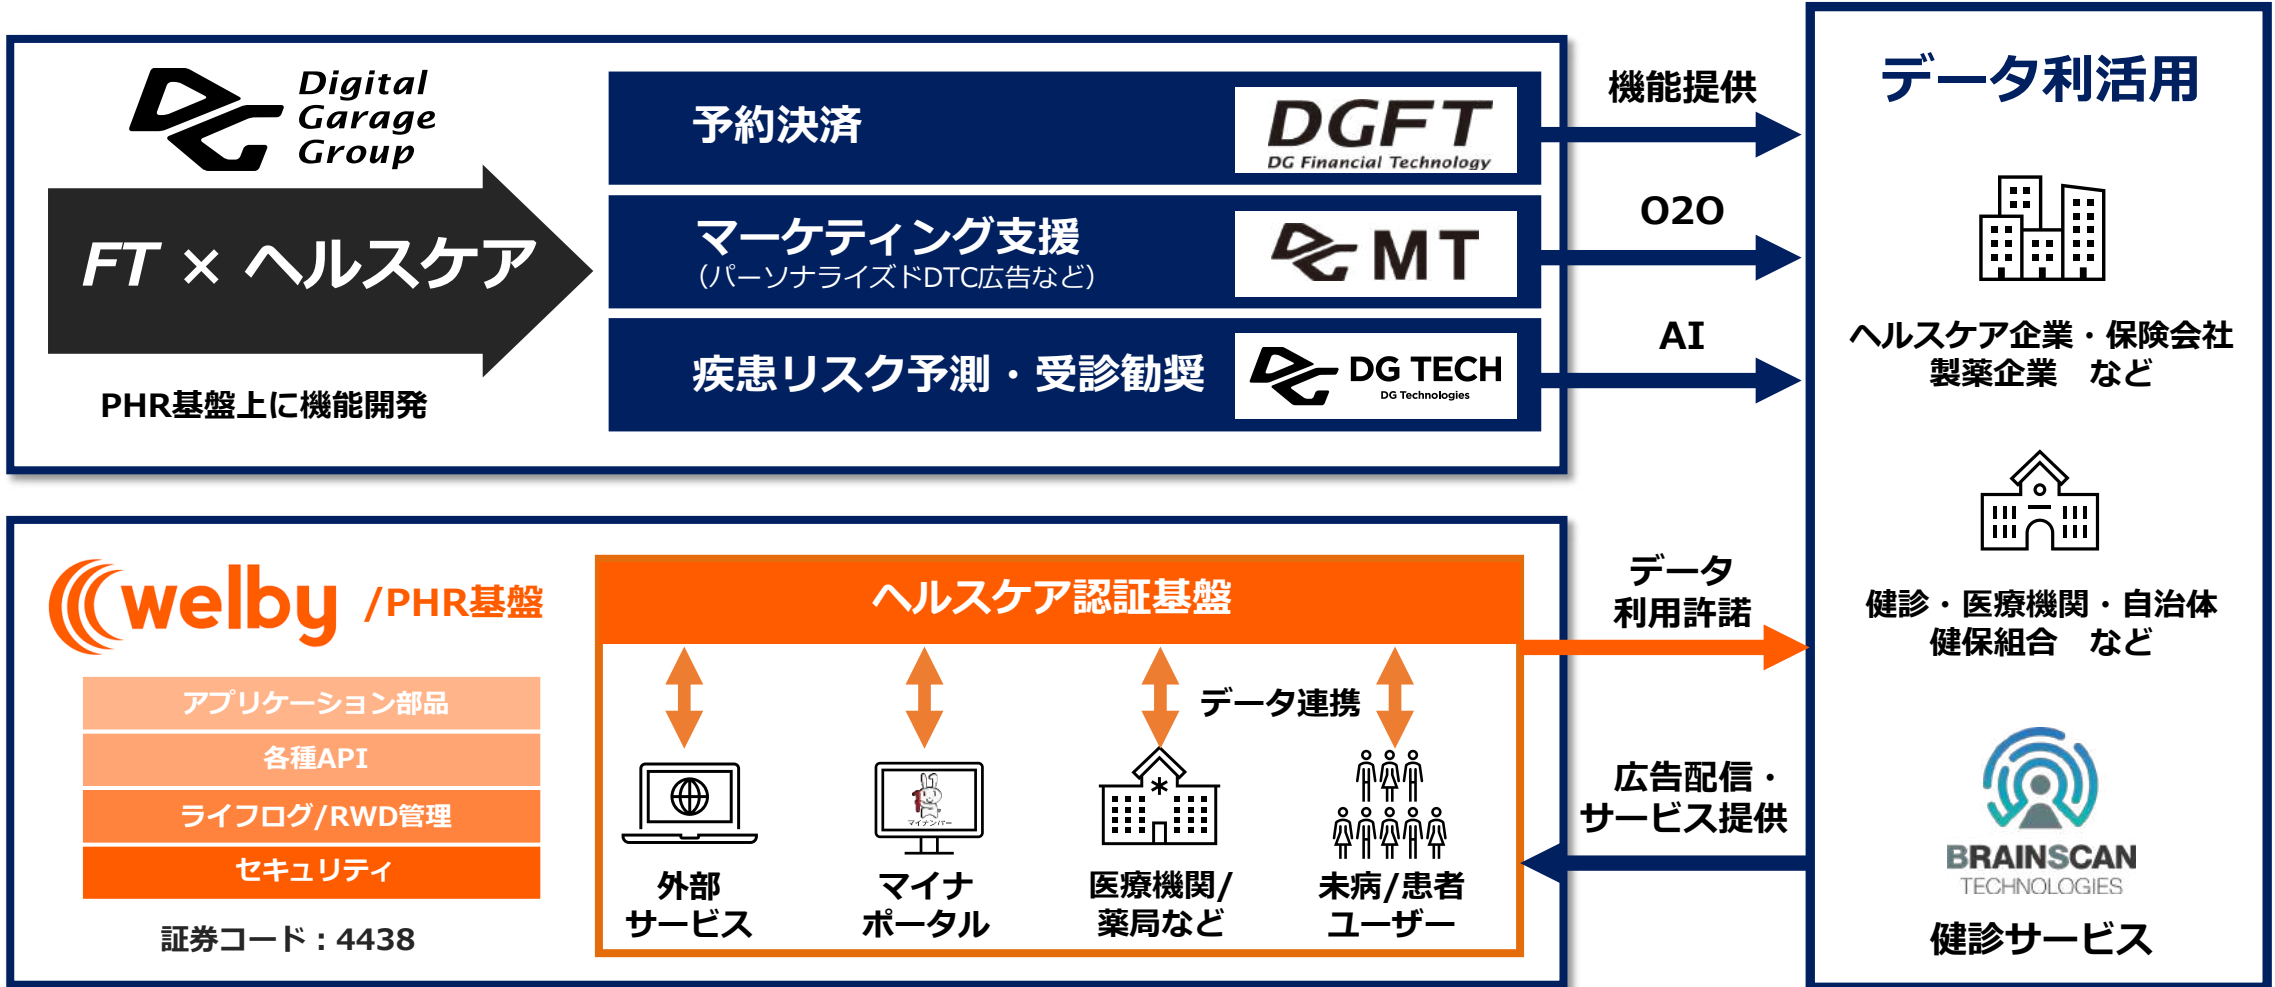 Digital
Garage
Group
FT × ヘルスケア
PHR基盤上に機能開発
予約決済
DGFT
DG Financial Technology
マーケティング支援
（パーソナライズドDTC広告など）
DG MT
疾患リスク予測・受診勧奨
DG TECH
DG Technologies
機能提供
O2O
AI
データ利活用
ヘルスケア企業・保険会社
製薬企業　など
健診・医療機関・自治体
健保組合　など
BRAINSCAN
TECHNOLOGIES
健診サービス
welby /PHR基盤
アプリケーション部品
各種API
ライフログ/RWD管理
セキュリティ
証券コード：4438
ヘルスケア認証基盤
データ連携
マイナンバー
外部
サービス
マイナ
ポータル
医療機関/
薬局など
未病/患者
ユーザー
データ
利用許諾
広告配信・
サービス提供